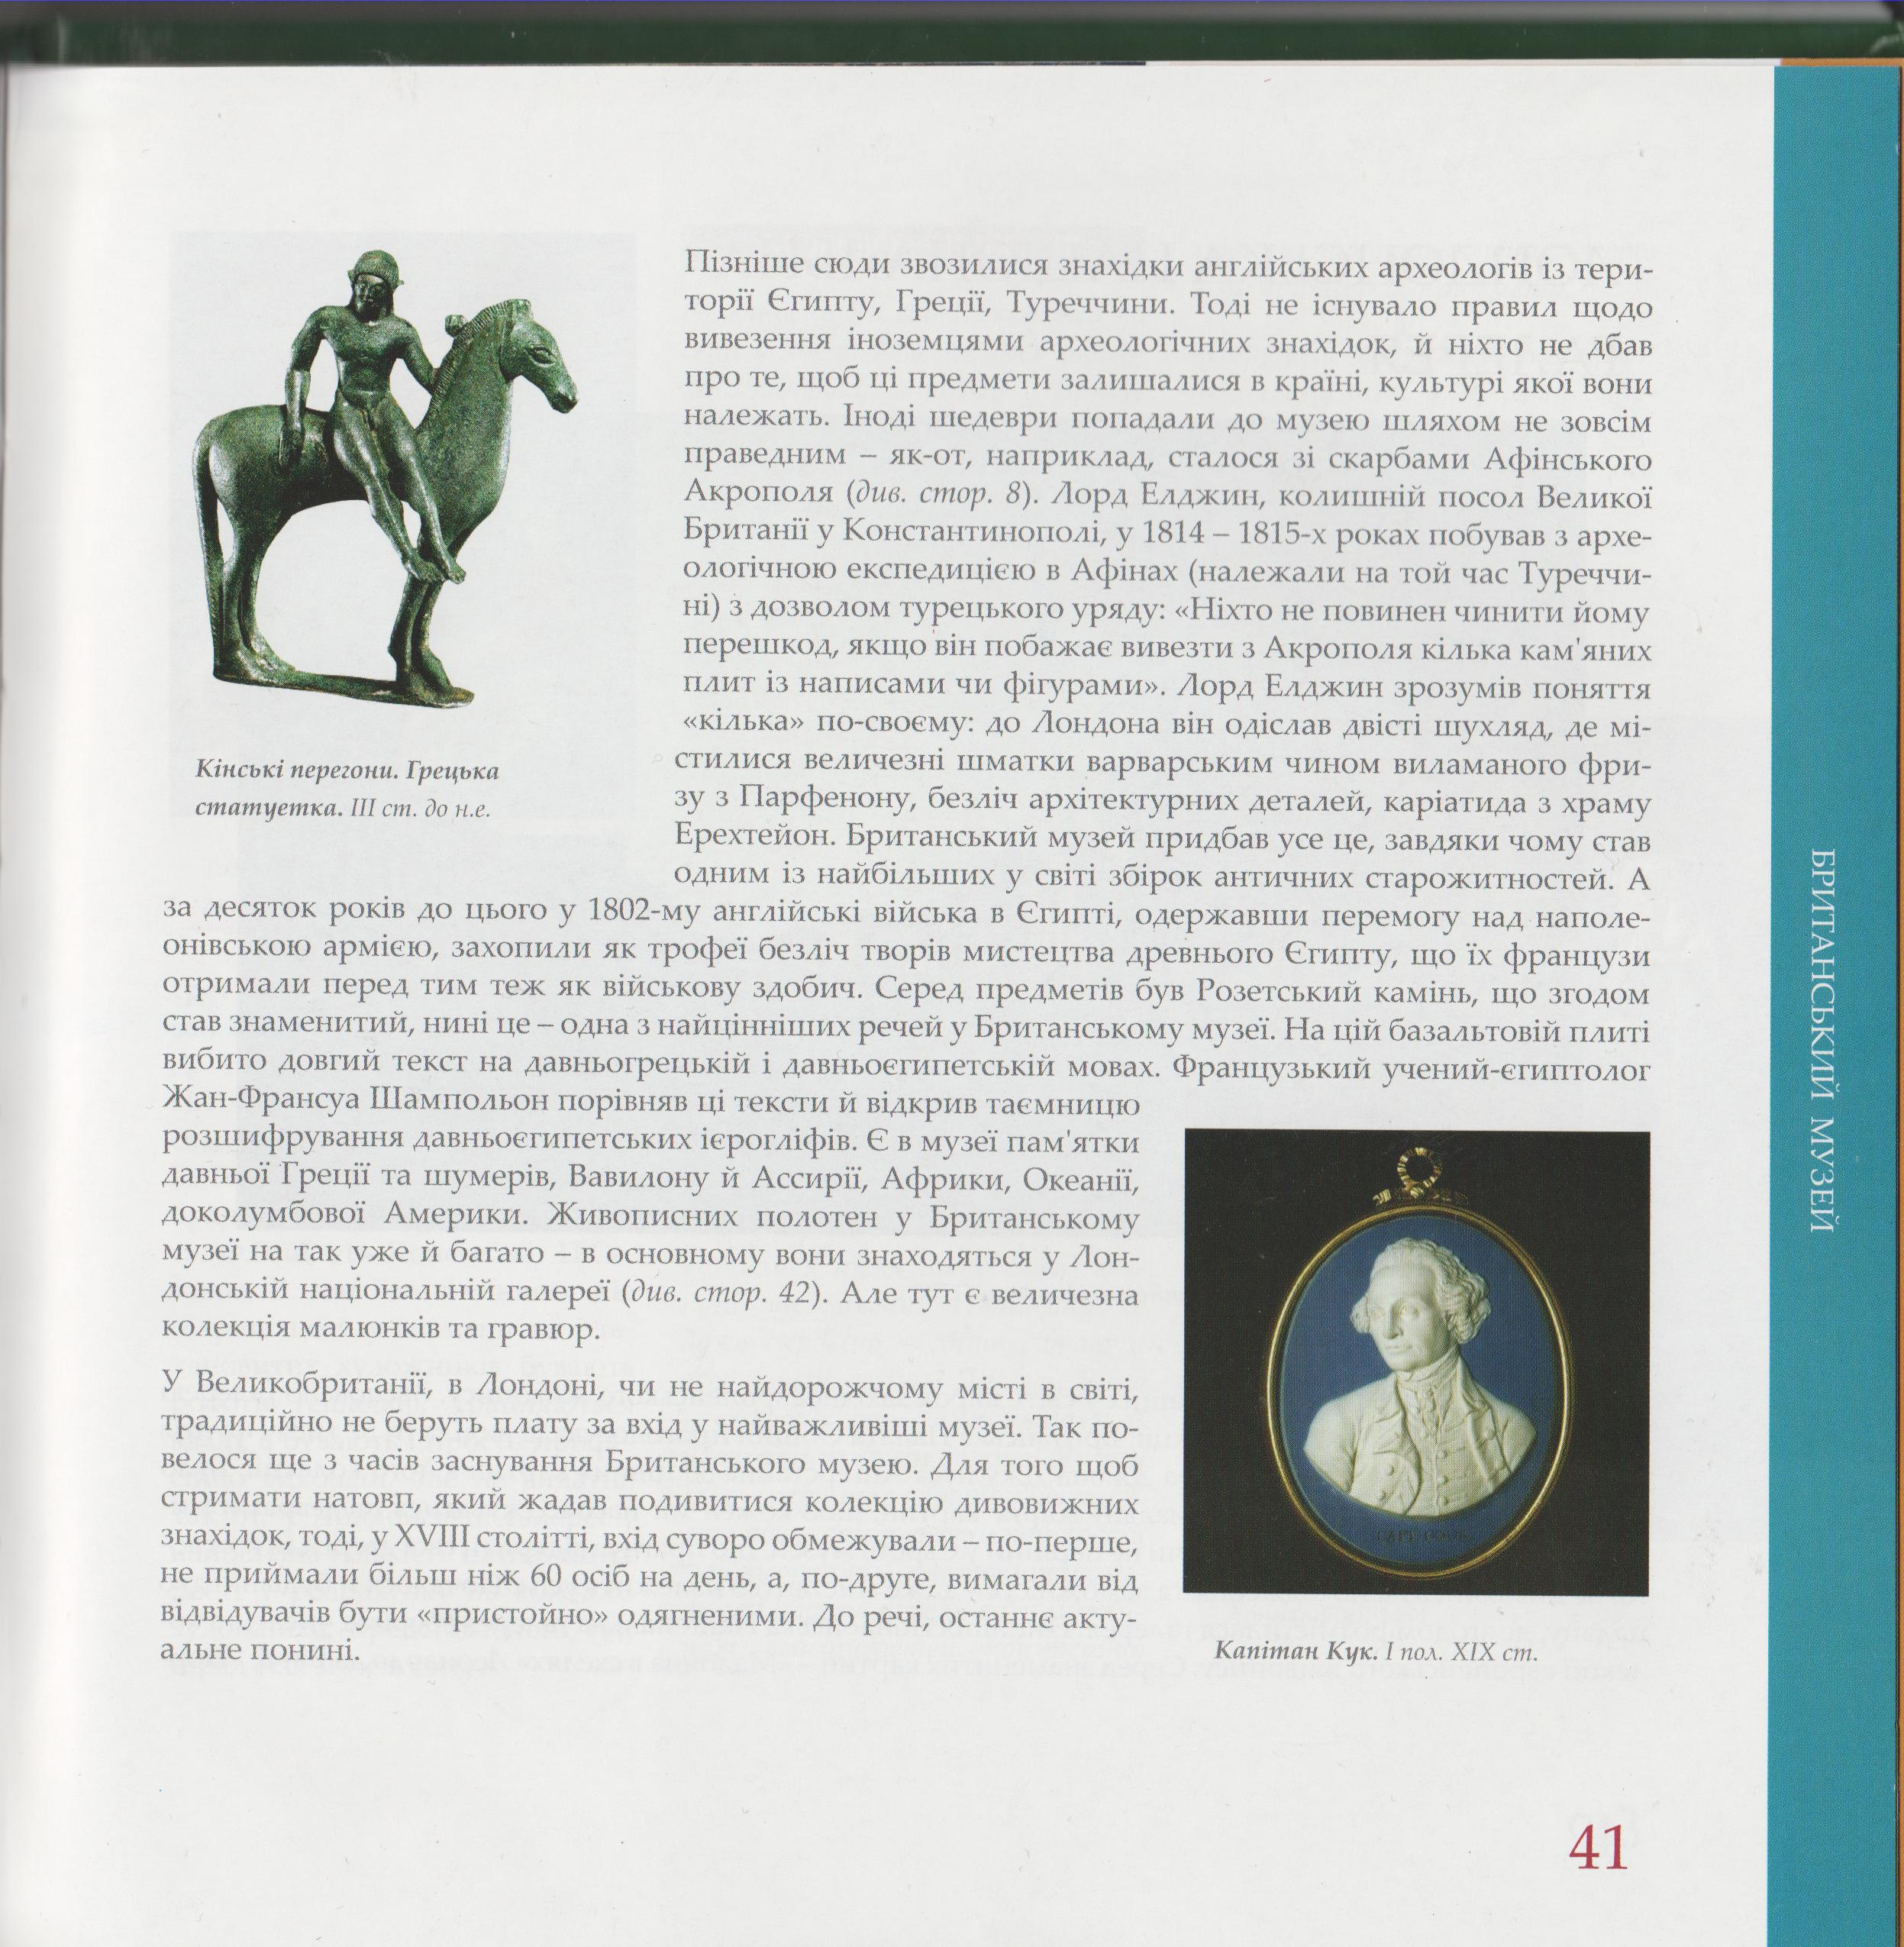 Пізніше сюди звозилися знахідки англійських археологів із тери-
торії Єгипту, Греції, Туреччини. Тоді не існувало правил щодо
вивезення іноземцями археологічних знахідок, й ніхто не дбав
про те, щоб ці предмети залишалися в країні, культурі якої вони
належать. Іноді шедеври попадали до музею шляхом не зовсім
праведним – як-от, наприклад, сталося зі скарбами Афінського
Акрополя (див. стор. 8). Лорд Елджин, колишній посол Великої
Британії у Константинополі, у 1814 – 1815-х роках побував з архе-
ологічною експедицією в Афінах (належали на той час Туреччи-
ні) з дозволом турецького уряду: «Ніхто не повинен чинити йому
перешкод, якщо він побажає вивезти з Акрополя кілька кам'яних
плит із написами чи фігурами». Лорд Елджин зрозумів поняття
«кілька» по-своєму: до Лондона він одіслав двісті шухляд, де мі-
стилися величезні шматки варварським чином виламаного фри-
зу з Парфенону, безліч архітектурних деталей, каріатида з храму
Ерехтейон. Британський музей придбав усе це, завдяки чому став
одним із найбільших у світі збірок античних старожитностей. А
за десяток років до цього у 1802-му англійські війська в Єгипті, одержавши перемогу над наполе-
онівською армією, захопили як трофеї безліч творів мистецтва древнього Єгипту, що їх французи
отримали перед тим теж як військову здобич. Серед предметів був Розетський камінь, що згодом
став знаменитий, нині це – одна з найцінніших речей у Британському музеї. На цій базальтовій плиті
вибито довгий текст на давньогрецькій і давньоєгипетській мовах. Французький учений-єгиптолог
Жан-Франсуа Шампольон порівняв ці тексти й відкрив таємницю
розшифрування давньоєгипетських ієрогліфів. Є в музеї пам'ятки
давньої Греції та шумерів, Вавилону й Ассирії, Африки, Океанії,
доколумбової Америки. Живописних полотен у Британському
музеї на так уже й багато – в основному вони знаходяться у Лон-
донській національній галереї (див. стор. 42). Але тут є величезна
колекція малюнків та гравюр.
У Великобританії, в Лондоні, чи не найдорожчому місті в світі,
традиційно не беруть плату за вхід у найважливіші музеї. Так по-
велося ще з часів заснування Британського музею. Для того щоб
стримати натовп, який жадав подивитися колекцію дивовижних
знахідок, тоді, у XVIII столітті, вхід суворо обмежували – по-перше,
не приймали більш ніж 60 осіб на день, а, по-друге, вимагали від
відвідувачів бути «пристойно» одягненими. До речі, останнє акту-
альне понині.
Кінські перегони. Грецька
статуетка. III ст. до н.е.
Капітан Кук. I пол. XIX ст.
БРИТАНСЬКИЙ МУЗЕЙ
41